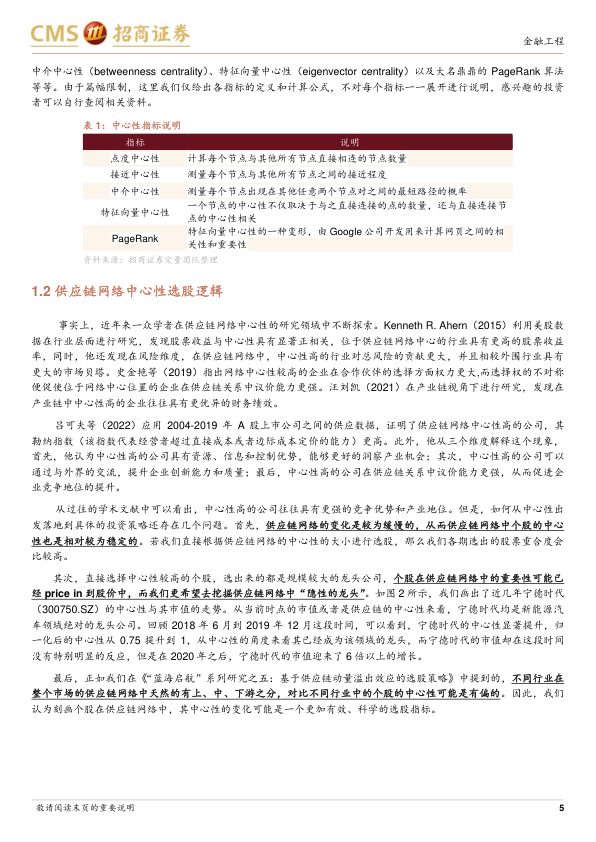 CMS 招商证券
金融工程
中介中心性（betweenness centrality）、特征向量中心性（eigenvector centrality）以及大名鼎鼎的 PageRank 算法
等等。由于篇幅限制，这里我们仅给出各指标的定义和计算公式，不对每个指标一一展开进行说明，感兴趣的投资
者可以自行查阅相关资料。
表 1：中心性指标说明
指标 说明
点度中心性 计算每个节点与其他所有节点直接相连的节点数量
接近中心性 测量每个节点与其他所有节点之间的接近程度
中介中心性 测量每个节点出现在其他任意两个节点对之间的最短路径的概率
特征向量中心性 一个节点的中心性不仅取决于与之直接连接的点的数量，还与直接连接节
点的中心性相关
PageRank 特征向量中心性的一种变形，由 Google 公司开发用来计算网页之间的相
关性和重要性
资料来源：招商证券定量团队整理
1.2 供应链网络中心性选股逻辑
事实上，近年来一众学者在供应链网络中心性的研究领域中不断探索。Kenneth R. Ahern（2015）利用美股数
据在行业层面进行研究，发现股票收益与中心性具有显著正相关，位于供应链网络中心的行业具有更高的股票收益
率，同时，他还发现在风险维度，在供应链网络中，中心性高的行业对总风险的贡献更大，并且相较外围行业具有
更大的市场贝塔。史金艳等（2019）指出网络中心性较高的企业在合作伙伴的选择方面权力更大,而选择权的不对称
便促使位于网络中心位置的企业在供应链关系中议价能力更强。汪刘凯（2021）在产业链视角下进行研究，发现在
产业链中中心性高的企业往往具有更优异的财务绩效。
吕可夫等（2022）应用 2004-2019 年 A 股上市公司之间的供应数据，证明了供应链网络中心性高的公司，其
勒纳指数（该指数代表经营者超过直接成本或者边际成本定价的能力）更高。此外，他从三个维度解释这个现象，
首先，他认为中心性高的公司具有资源、信息和控制优势，能够更好的洞察产业机会；其次，中心性高的公司可以
通过与外界的交流，提升企业创新能力和质量；最后，中心性高的公司在供应链关系中议价能力更强，从而促进企
业竞争地位的提升。
从过往的学术文献中可以看出，中心性高的公司往往具有更强的竞争优势和产业地位。但是，如何从中心性出
发落地到具体的投资策略还存在几个问题。首先，供应链网络的变化是较为缓慢的，从而供应链网络中个股的中心
性也是相对较为稳定的。若我们直接根据供应链网络的中心性的大小进行选股，那么我们各期选出的股票重合度会
比较高。
其次，直接选择中心性较高的个股，选出来的都是规模较大的龙头公司，个股在供应链网络中的重要性可能已
经 price in 到股价中，而我们更希望去挖掘供应链网络中“隐性的龙头”。如图 2 所示，我们画出了近几年宁德时代
（300750.SZ）的中心性与其市值的走势。从当前时点的市值或者是供应链的中心性来看，宁德时代均是新能源汽
车领域绝对的龙头公司。回顾 2018 年 6 月到 2019 年 12 月这段时间，可以看到，宁德时代的中心性显著提升，归
一化后的中心性从 0.75 提升到 1，从中心性的角度来看其已经成为该领域的龙头，而宁德时代的市值却在这段时间
没有特别明显的反应，但是在 2020 年之后，宁德时代的市值迎来了 6 倍以上的增长。
最后，正如我们在《“蓝海启航”系列研究之五：基于供应链动量溢出效应的选股策略》中提到的，不同行业在
整个市场的供应链网络中天然的有上、中、下游之分，对比不同行业中的个股的中心性可能是有偏的。因此，我们
认为刻画个股在供应链网络中，其中心性的变化可能是一个更加有效、科学的选股指标。
敬请阅读末页的重要说明
5